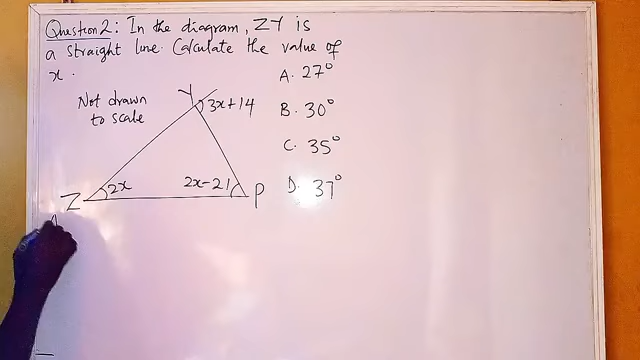 Question 2: In the diagram, ZY is
a straight line. Calculate the value of
x.
A. 27°
Not drawn
to scale
Y
3x+14
B. 30°
C. 35°
Z
2x
2x-21
P
D. 37°